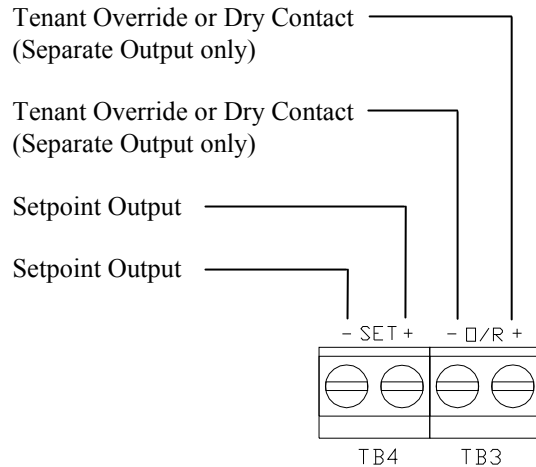 Tenant Override or Dry Contact
(Separate Output only)
Tenant Override or Dry Contact
(Separate Output only)
Setpoint Output
Setpoint Output
- SET + - O/R +
TB4 TB3